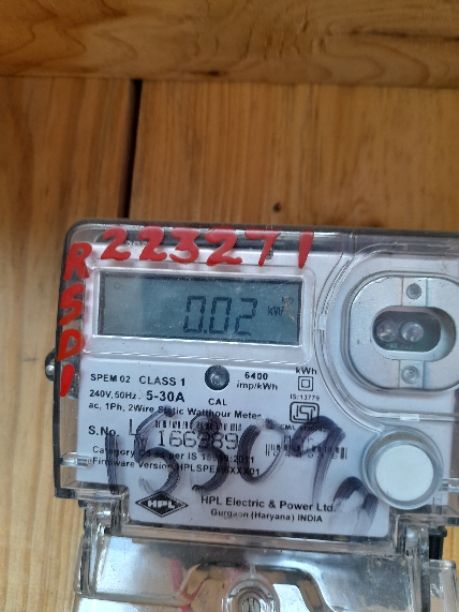 223271
RSD1
0.02 kW
SPEM 02 CLASS 1
240V, 50Hz. 5-30A
CAL
6400
imp/kWh
kWh
IS:13779
ac, 1Ph, 2Wire Static Watthour Meter
S.No.
166389
HPL
HPL Electric & Power Ltd.
Gurgaon (Haryana) INDIA